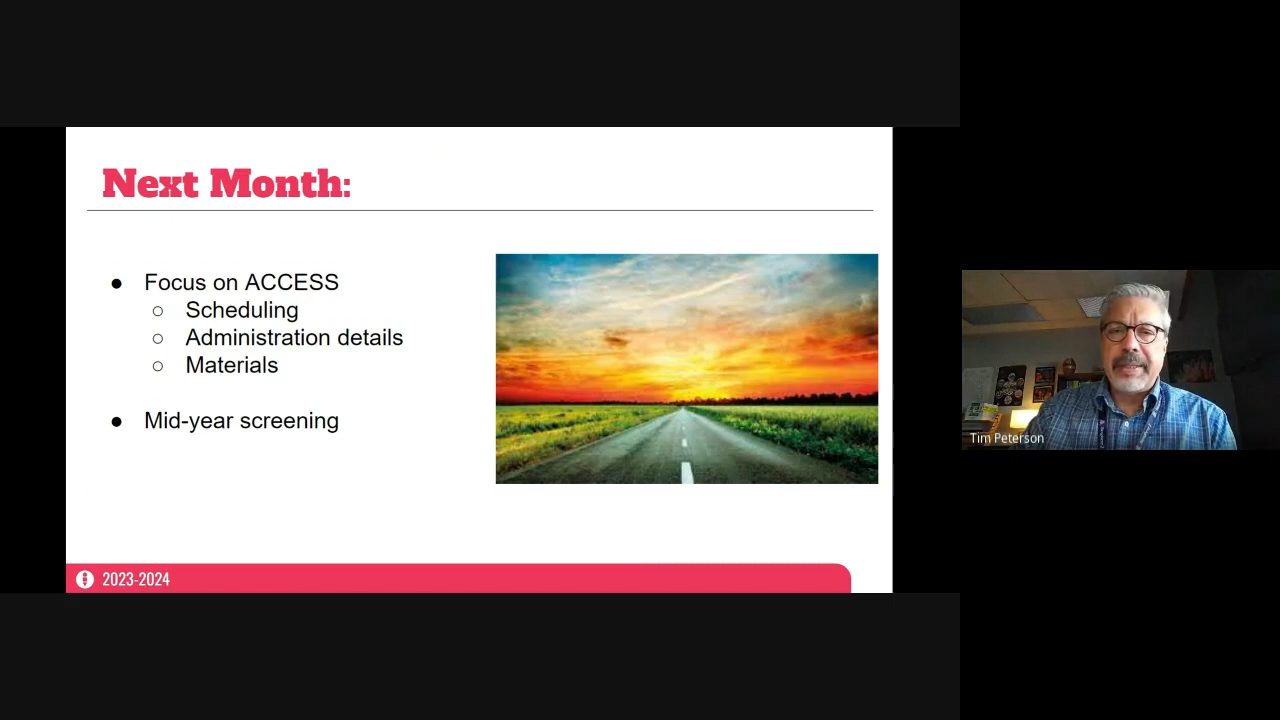 Next Month:
● Focus on ACCESS
○ Scheduling
○ Administration details
○ Materials
● Mid-year screening
2023-2024
Tim Peterson